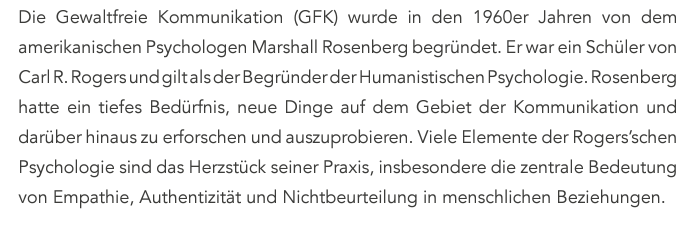 Die Gewaltfreie Kommunikation (GFK) wurde in den 1960er Jahren von dem
amerikanischen Psychologen Marshall Rosenberg begründet. Er war ein Schüler von
Carl R. Rogers und gilt als der Begründer der Humanistischen Psychologie. Rosenberg
hatte ein tiefes Bedürfnis, neue Dinge auf dem Gebiet der Kommunikation und
darüber hinaus zu erforschen und auszuprobieren. Viele Elemente der Rogers’schen
Psychologie sind das Herzstück seiner Praxis, insbesondere die zentrale Bedeutung
von Empathie, Authentizität und Nichtbeurteilung in menschlichen Beziehungen.